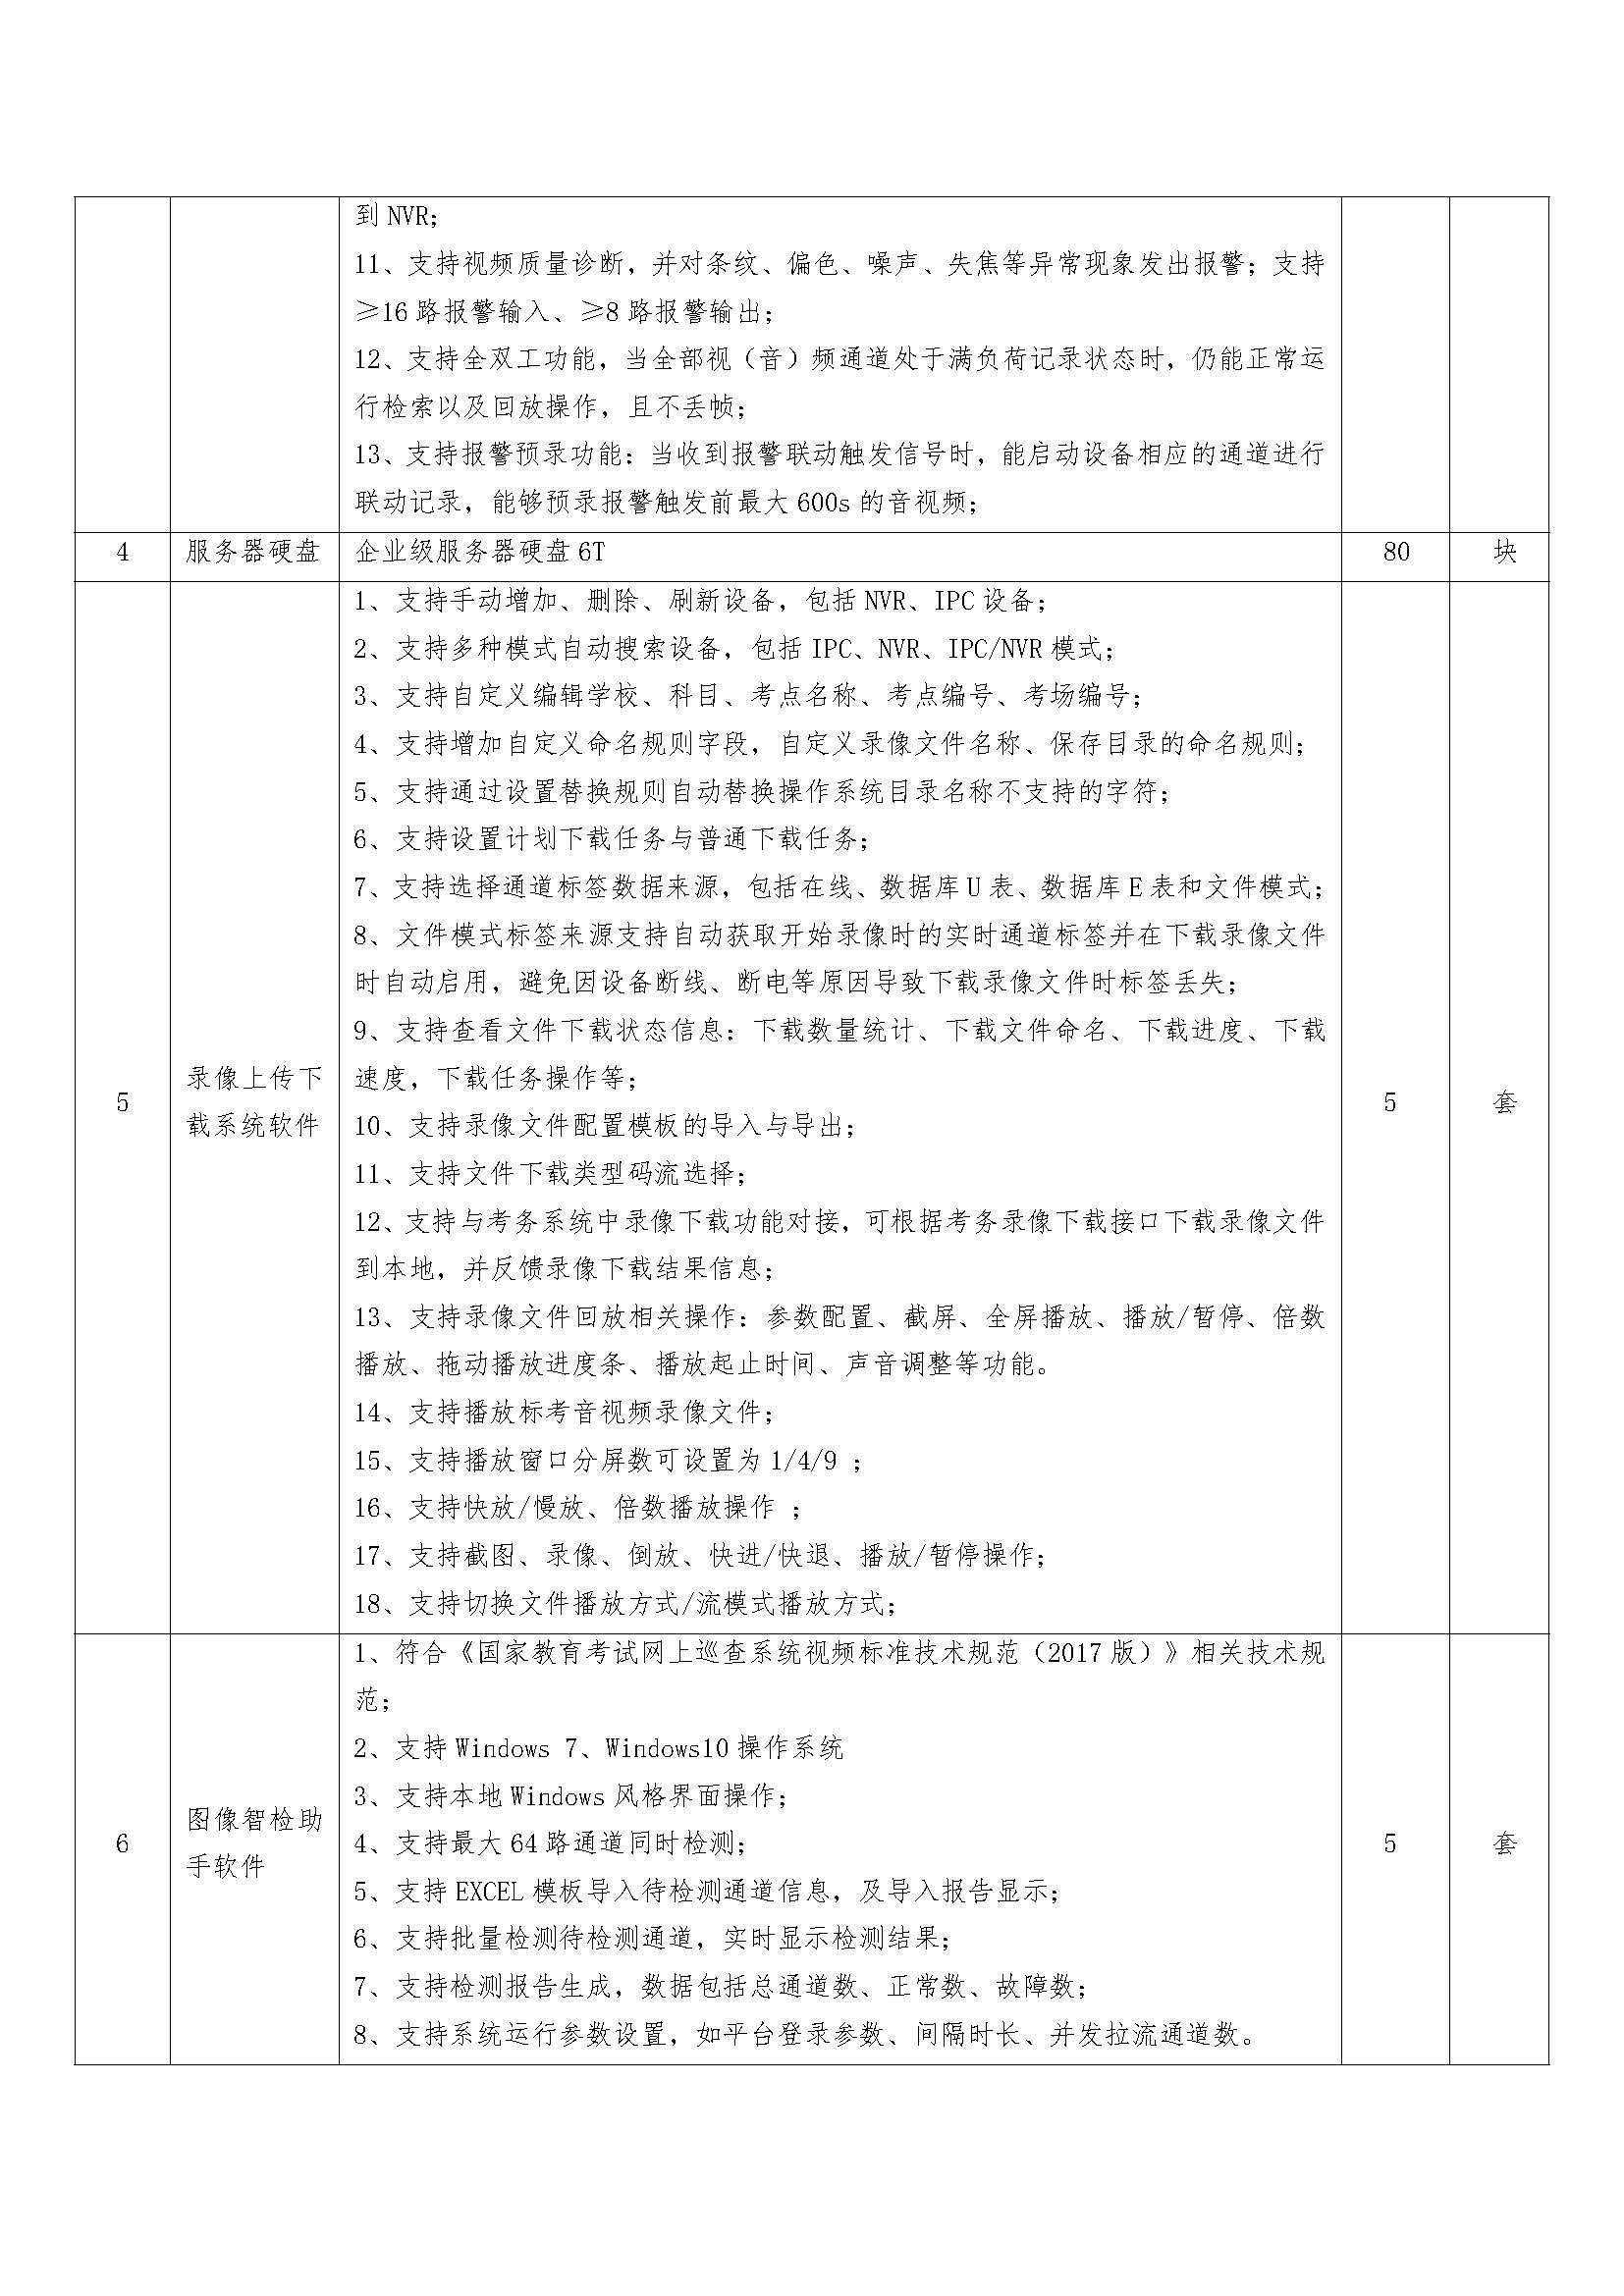 到 NVR；
11、支持视频质量诊断，并对条纹、偏色、噪声、失焦等异常现象发出报警；支持
≥16 路报警输入、≥8 路报警输出；
12、支持全双工功能，当全部视（音）频通道处于满负荷记录状态时，仍能正常运
行检索以及回放操作，且不丢帧；
13、支持报警预录功能：当收到报警联动触发信号时，能启动设备相应的通道进行
联动记录，能够预录报警触发前最大 600s 的音视频；
4 服务器硬盘 企业级服务器硬盘 6T 80 块
5
录像上传下
载系统软件
1、支持手动增加、删除、刷新设备，包括 NVR、IPC 设备；
2、支持多种模式自动搜索设备，包括 IPC、NVR、IPC/NVR 模式；
3、支持自定义编辑学校、科目、考点名称、考点编号、考场编号；
4、支持增加自定义命名规则字段，自定义录像文件名称、保存目录的命名规则；
5、支持通过设置替换规则自动替换操作系统目录名称不支持的字符；
6、支持设置计划下载任务与普通下载任务；
7、支持选择通道标签数据来源，包括在线、数据库 U 表、数据库 E 表和文件模式；
8、文件模式标签来源支持自动获取开始录像时的实时通道标签并在下载录像文件
时自动启用，避免因设备断线、断电等原因导致下载录像文件时标签丢失；
9、支持查看文件下载状态信息：下载数量统计、下载文件命名、下载进度、下载
速度，下载任务操作等；
10、支持录像文件配置模板的导入与导出；
11、支持文件下载类型码流选择；
12、支持与考务系统中录像下载功能对接，可根据考务录像下载接口下载录像文件
到本地，并反馈录像下载结果信息；
13、支持录像文件回放相关操作：参数配置、截屏、全屏播放、播放/暂停、倍数
播放、拖动播放进度条、播放起止时间、声音调整等功能。
14、支持播放标考音视频录像文件；
15、支持播放窗口分屏数可设置为 1/4/9 ；
16、支持快放/慢放、倍数播放操作 ；
17、支持截图、录像、倒放、快进/快退、播放/暂停操作；
18、支持切换文件播放方式/流模式播放方式；
5
套
6
图像智检助
手软件
1、符合《国家教育考试网上巡查系统视频标准技术规范（2017 版）》相关技术规
范；
2、支持 Windows 7、Windows10 操作系统
3、支持本地 Windows 风格界面操作；
4、支持最大 64 路通道同时检测；
5、支持 EXCEL 模板导入待检测通道信息，及导入报告显示；
6、支持批量检测待检测通道，实时显示检测结果；
7、支持检测报告生成，数据包括总通道数、正常数、故障数；
8、支持系统运行参数设置，如平台登录参数、间隔时长、并发拉流通道数。
5
套